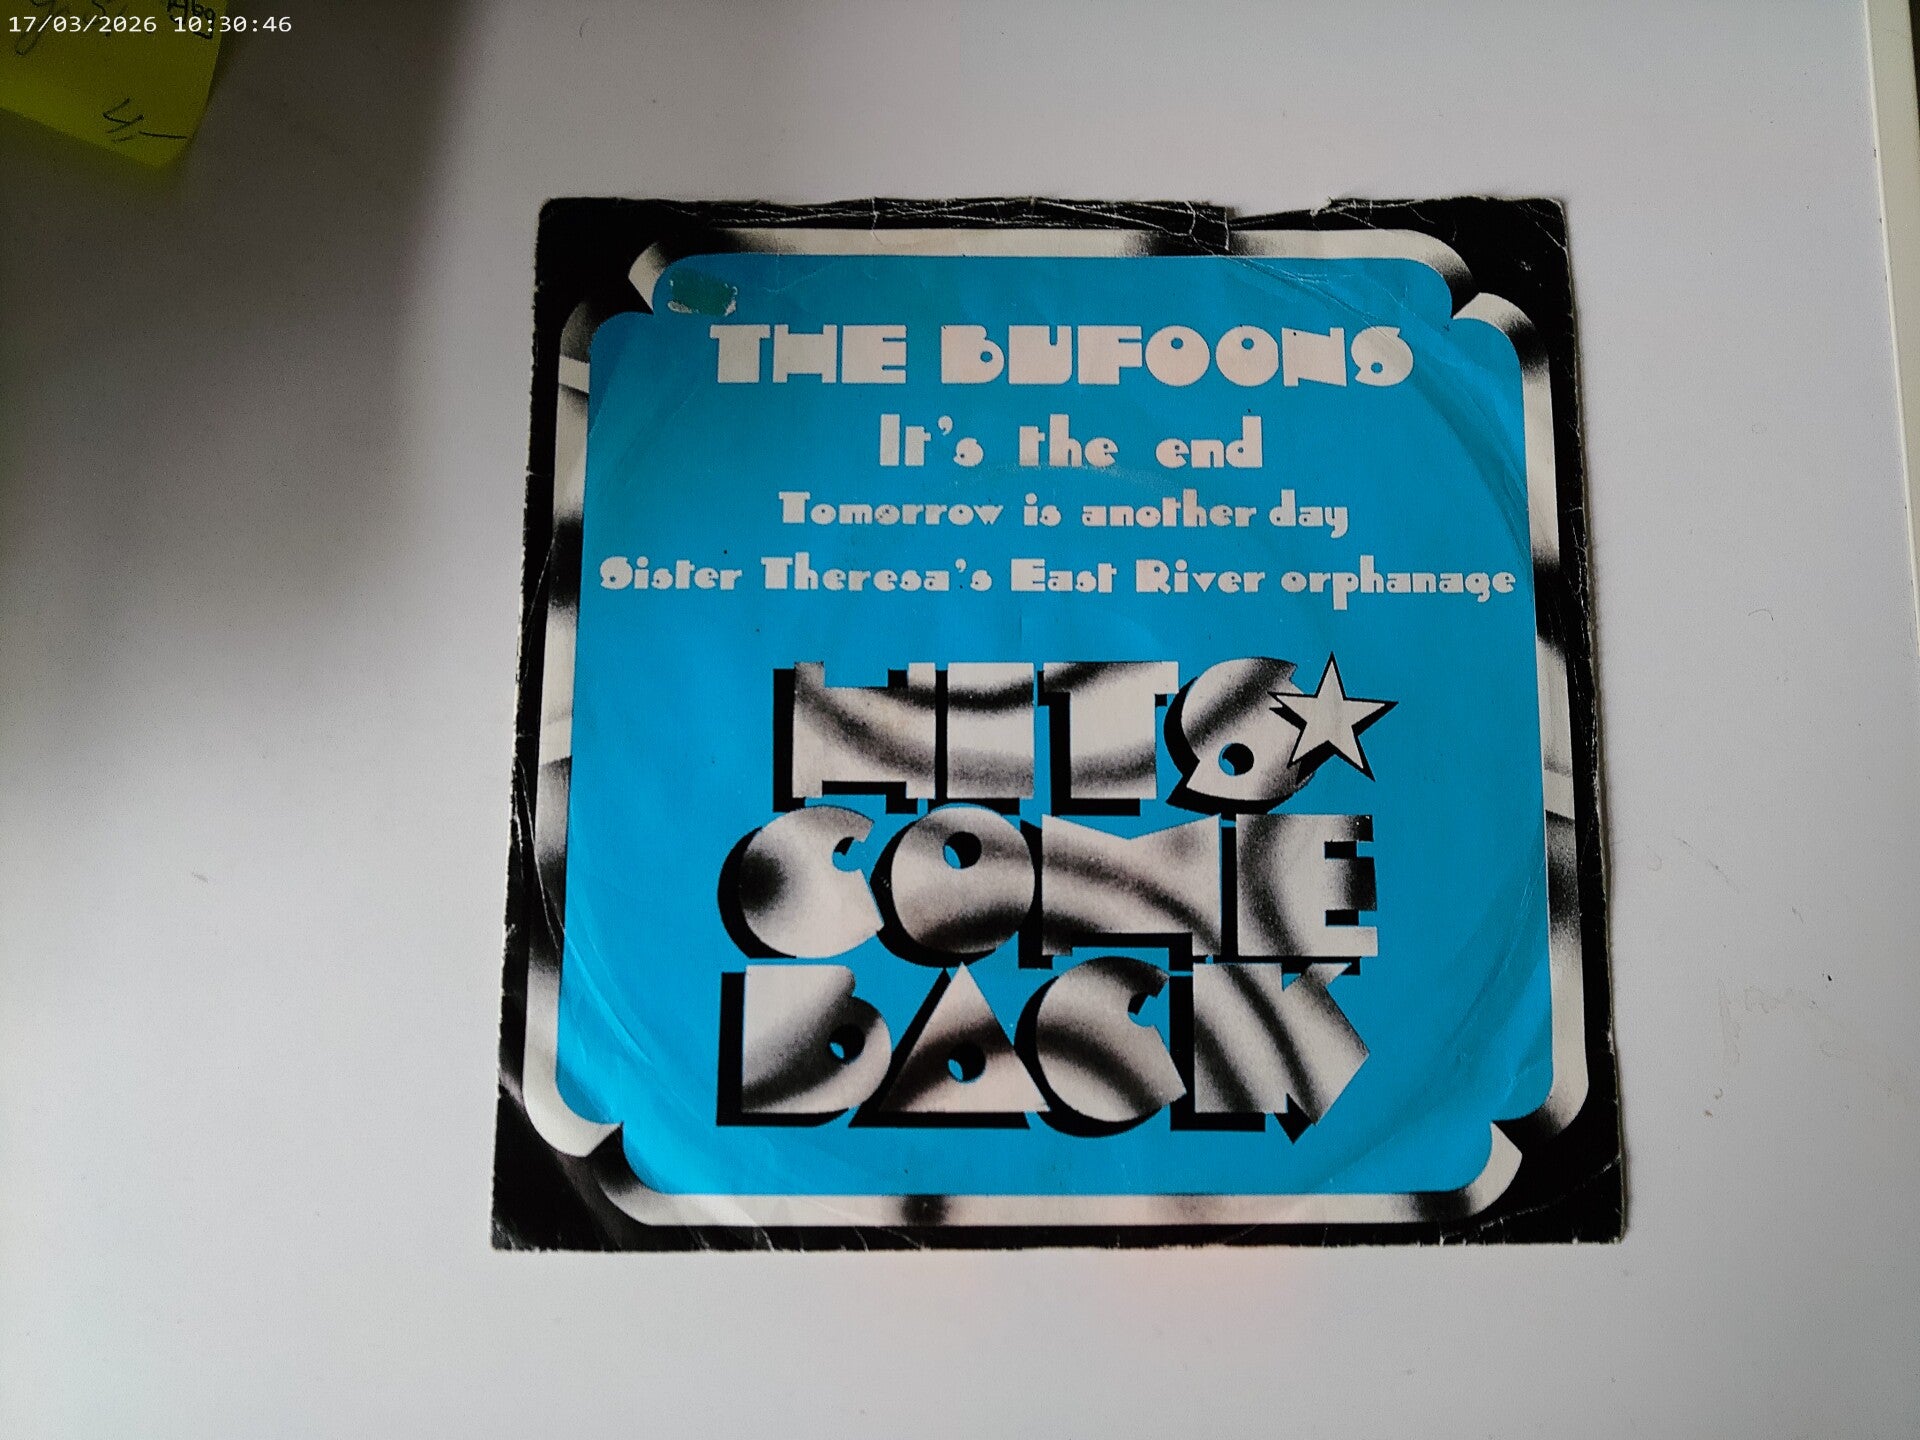 17/03/2026 10:30:46
4,-
THE BUFOONS
It's the end
Tomorrow is another day
Sister Theresa's East River orphanage
HITS
COME
BACK